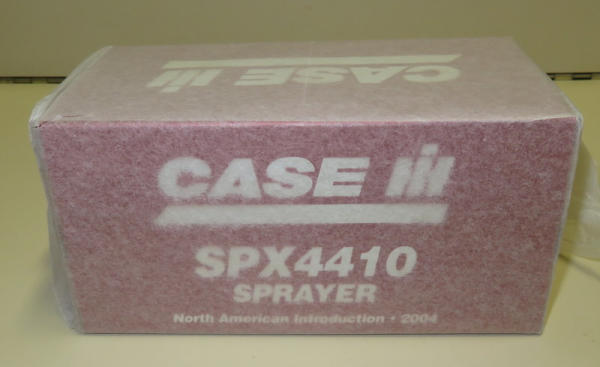 CASE IH
CASE IH
SPX4410
SPRAYER
North American Introduction • 2004